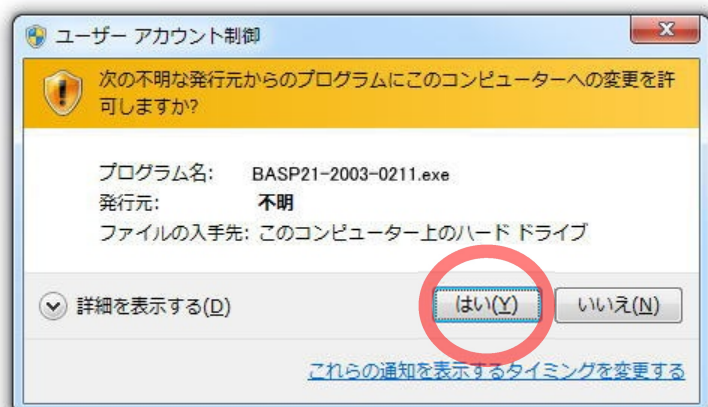 ユーザー アカウント制御
次の不明な発行元からのプログラムにこのコンピューターへの変更を許
可しますか?
プログラム名: BASP21-2003-0211.exe
発行元: 不明
ファイルの入手先: このコンピューター上のハード ドライブ
詳細を表示する(D) はい(Y) いいえ(N)
これらの通知を表示するタイミングを変更する